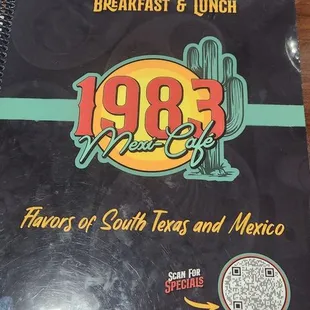 BREAKFAST & LUNCH
1983
Mexi-Café
Flavors of South Texas and Mexico
SCAN FOR
SPECIALS